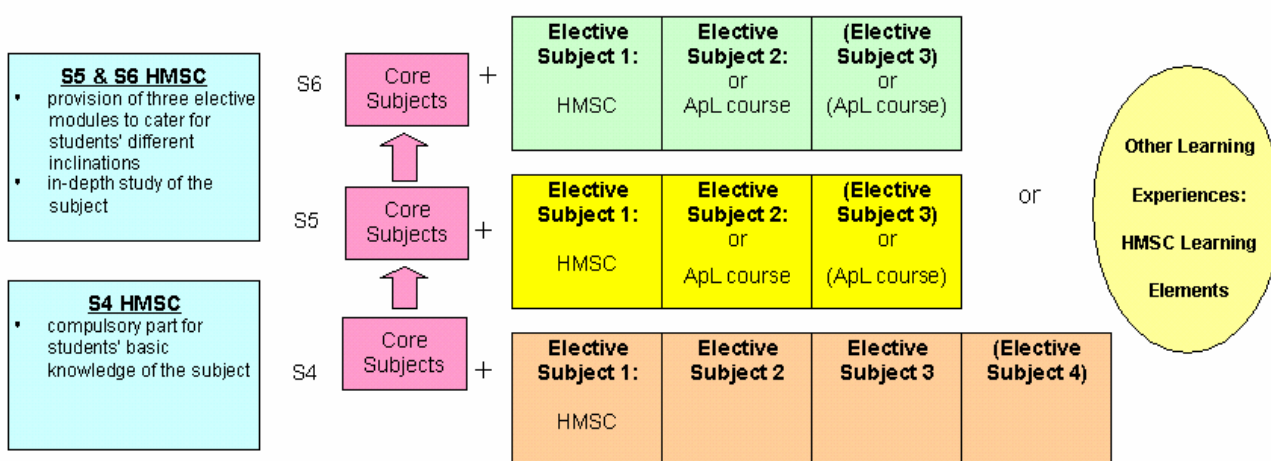 S5 & S6 HMSC
• provision of three elective
modules to cater for
students' different
inclinations
• in-depth study of the
subject
S4 HMSC
• compulsory part for
students' basic
knowledge of the subject
S6
Core
Subjects
+
Elective
Subject 1:
HMSC
Elective
Subject 2:
or
ApL course
(Elective
Subject 3)
or
(ApL course)
S5
Core
Subjects
+
Elective
Subject 1:
HMSC
Elective
Subject 2:
or
ApL course
(Elective
Subject 3)
or
(ApL course)
S4
Core
Subjects
+
Elective
Subject 1:
HMSC
Elective
Subject 2
Elective
Subject 3
(Elective
Subject 4)
or
Other Learning
Experiences:
HMSC Learning
Elements